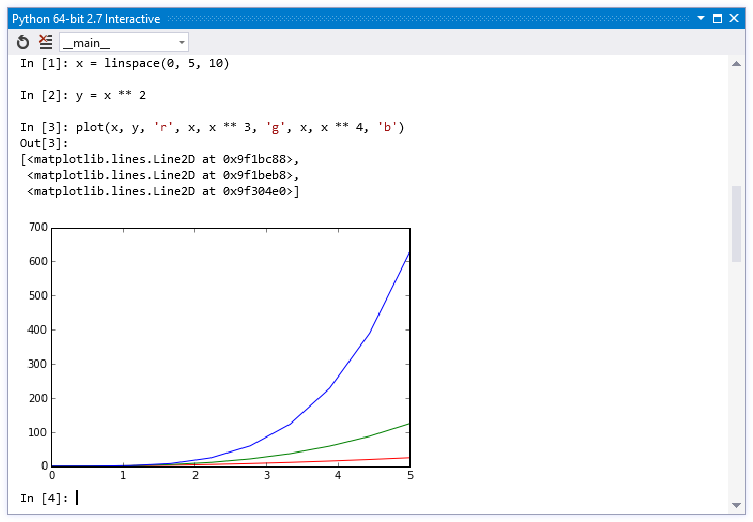 Python 64-bit 2.7 Interactive
__main__
In [1]: x = linspace(0, 5, 10)
In [2]: y = x ** 2
In [3]: plot(x, y, 'r', x, x ** 3, 'g', x, x ** 4, 'b')
Out[3]:
[<matplotlib.lines.Line2D at 0x9f1bc88>,
<matplotlib.lines.Line2D at 0x9f1beb8>,
<matplotlib.lines.Line2D at 0x9f304e0>]
700
600
500
400
300
200
100
0
0 1 2 3 4 5
In [4]: